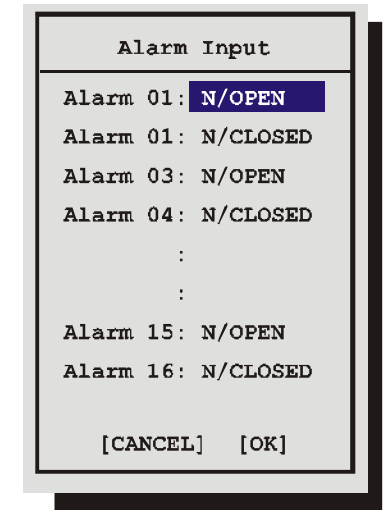 Alarm Input
Alarm 01: N/OPEN
Alarm 01: N/CLOSED
Alarm 03: N/OPEN
Alarm 04: N/CLOSED
:
:
Alarm 15: N/OPEN
Alarm 16: N/CLOSED
[CANCEL] [OK]